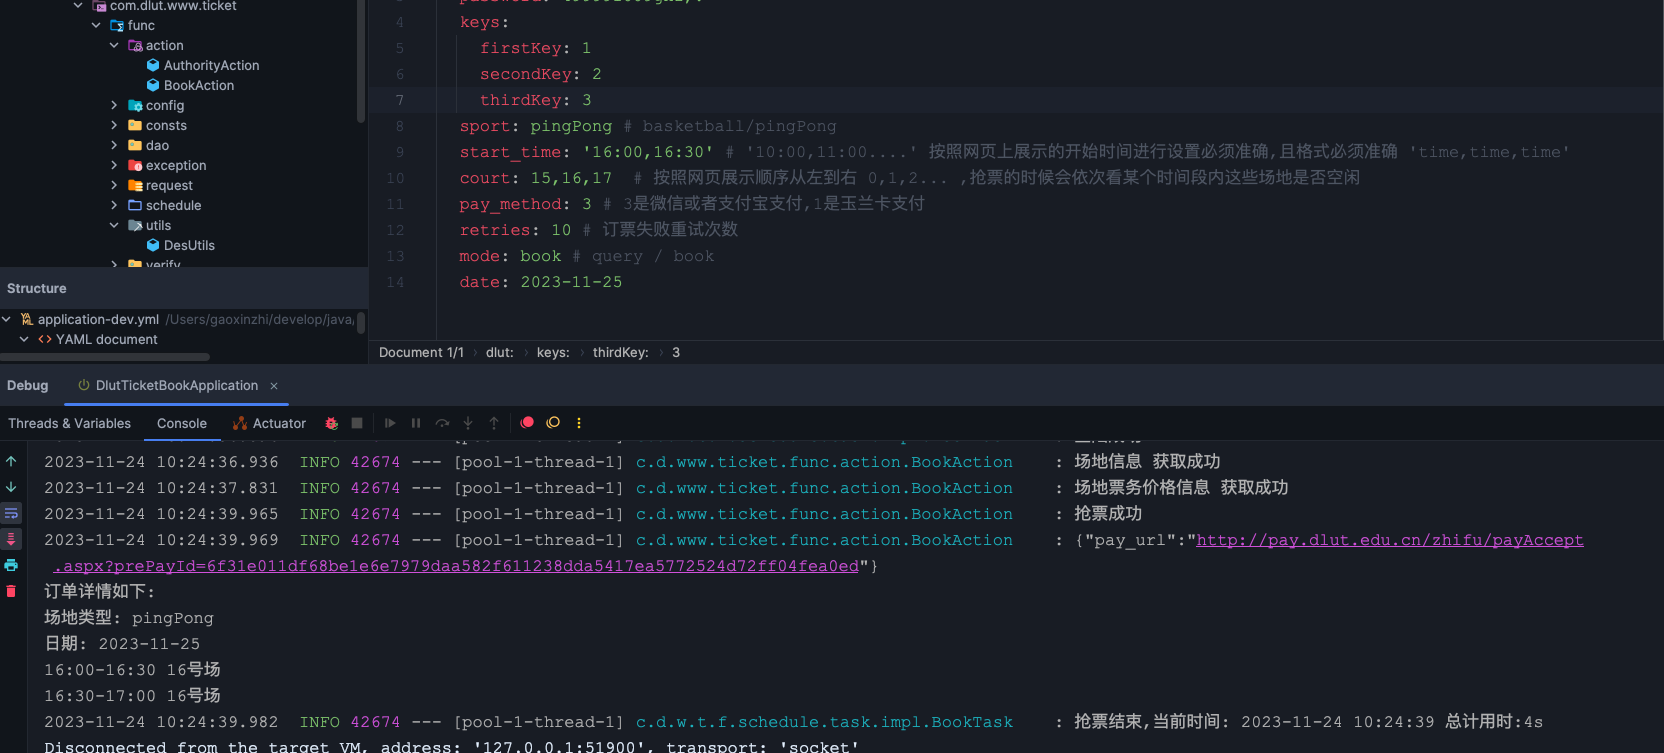 com.dlut.www.ticket
func
action
AuthorityAction
BookAction
config
consts
dao
exception
request
schedule
utils
DesUtils
verify
Structure
application-dev.yml /Users/gaoxinzhi/develop/java/
YAML document
4 keys:
5 firstKey: 1
6 secondKey: 2
7 thirdKey: 3
8 sport: pingPong # basketball/pingPong
9 start_time: '16:00,16:30' # '10:00,11:00....' 按照网页上展示的开始时间进行设置必须准确,且格式必须准确 'time,time,time'
10 court: 15,16,17 # 按照网页展示顺序从左到右 0,1,2... ,抢票的时候会依次看某个时间段内这些场地是否空闲
11 pay_method: 3 # 3是微信或者支付宝支付,1是玉兰卡支付
12 retries: 10 # 订票失败重试次数
13 mode: book # query / book
14 date: 2023-11-25
Document 1/1 › dlut: › keys: › thirdKey: › 3
Debug DlutTicketBookApplication ×
Threads & Variables Console Actuator
2023-11-24 10:24:36.936 INFO 42674 --- [pool-1-thread-1] c.d.www.ticket.func.action.BookAction : 场地信息 获取成功
2023-11-24 10:24:37.831 INFO 42674 --- [pool-1-thread-1] c.d.www.ticket.func.action.BookAction : 场地票务价格信息 获取成功
2023-11-24 10:24:39.965 INFO 42674 --- [pool-1-thread-1] c.d.www.ticket.func.action.BookAction : 抢票成功
2023-11-24 10:24:39.969 INFO 42674 --- [pool-1-thread-1] c.d.www.ticket.func.action.BookAction : {"pay_url":"http://pay.dlut.edu.cn/zhifu/payAccept
.aspx?prePayId=6f31e011df68be1e6e7979daa582f611238dda5417ea5772524d72ff04fea0ed"}
订单详情如下:
场地类型: pingPong
日期: 2023-11-25
16:00-16:30 16号场
16:30-17:00 16号场
2023-11-24 10:24:39.982 INFO 42674 --- [pool-1-thread-1] c.d.w.t.f.schedule.task.impl.BookTask : 抢票结束,当前时间: 2023-11-24 10:24:39 总计用时:4s
Disconnected from the target VM, address: '127.0.0.1:51900', transport: 'socket'